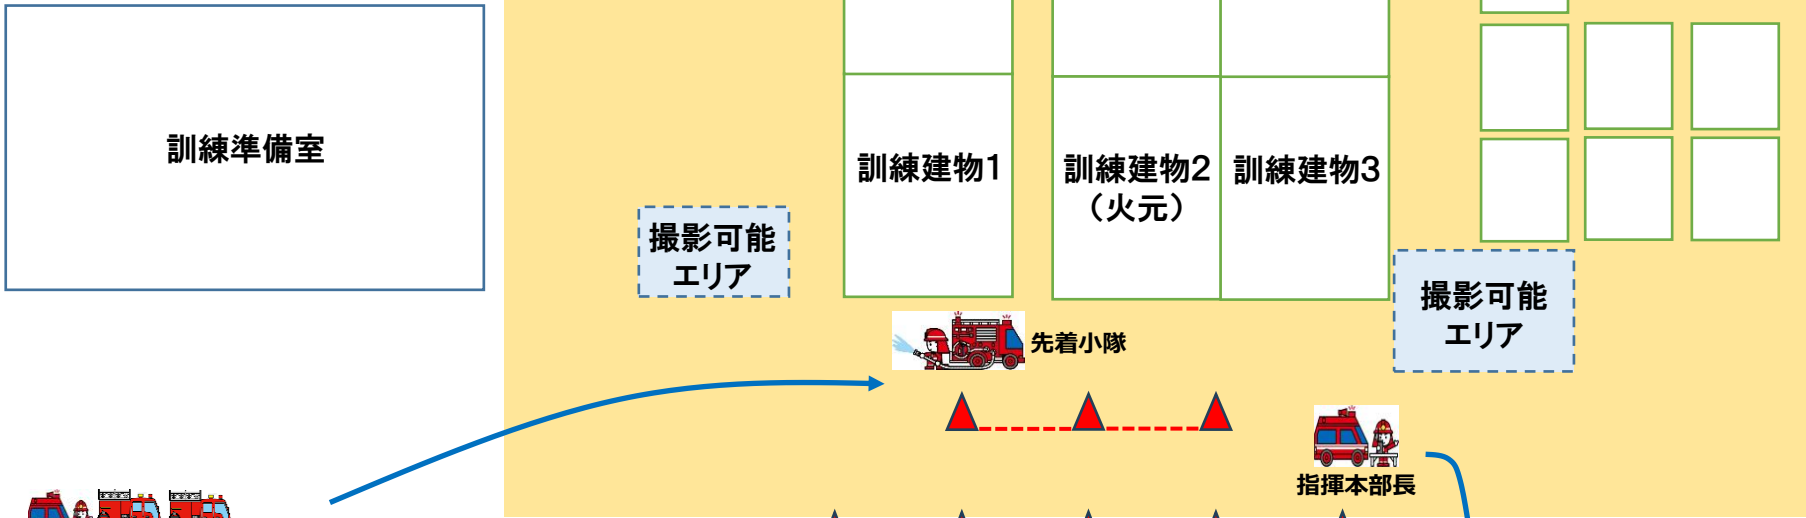 訓練準備室
訓練建物1
訓練建物2
（火元）
訓練建物3
撮影可能
エリア
撮影可能
エリア
先着小隊
指揮本部長